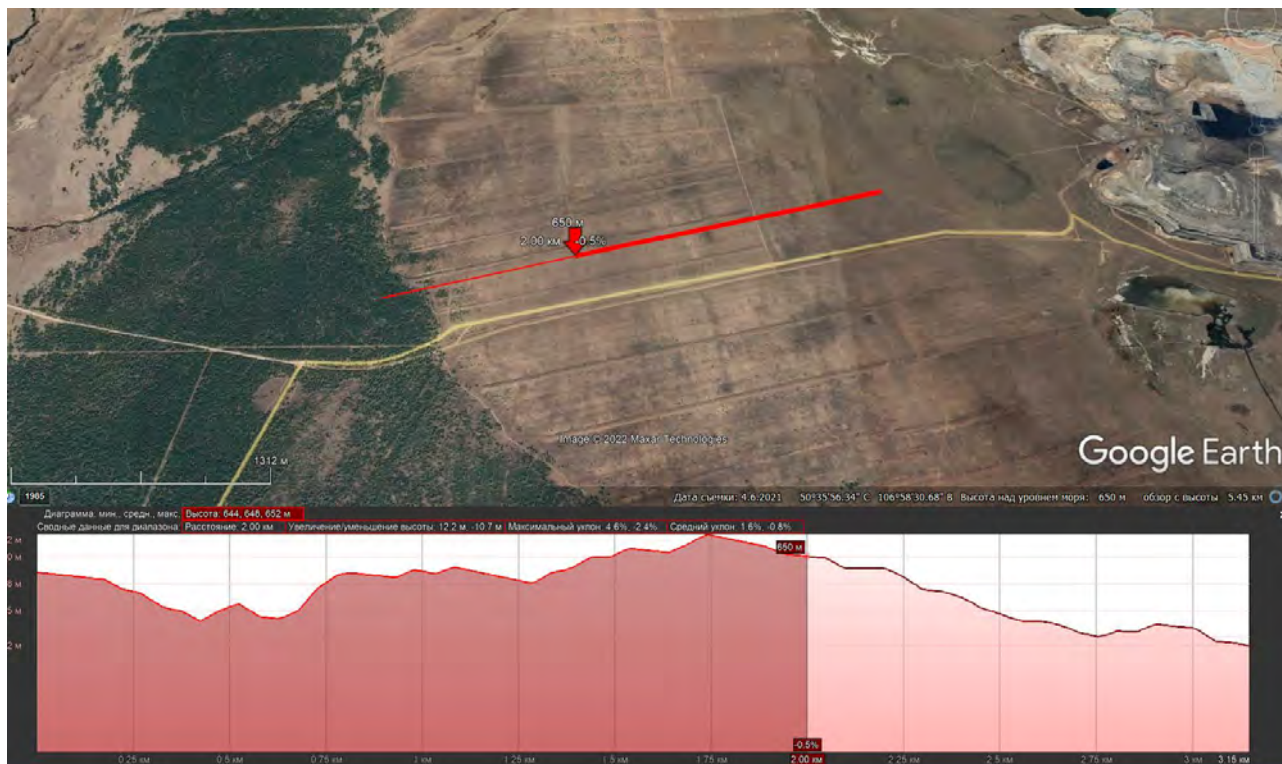 650 м
2.00 км -0.5%
Image © 2022 Maxar Technologies
Google Earth
1312 м
1985
Дата съемки: 4.6.2021 50°35'56.34" С 106°58'30.68" В Высота над уровнем моря: 650 м обзор с высоты 5.45 км
Диаграмма: мин., средн., макс. Высота: 644, 648, 652 м
Сводные данные для диапазона: Расстояние: 2.00 км Увеличение/уменьшение высоты: 12.2 м, -10.7 м Максимальный уклон: 4.6%, -2.4% Средний уклон: 1.6%, -0.8%
650 м
-0.5%
0.25 км 0.5 км 0.75 км 1 км 1.25 км 1.5 км 1.75 км 2.00 км 2.25 км 2.5 км 2.75 км 3 км 3.15 км